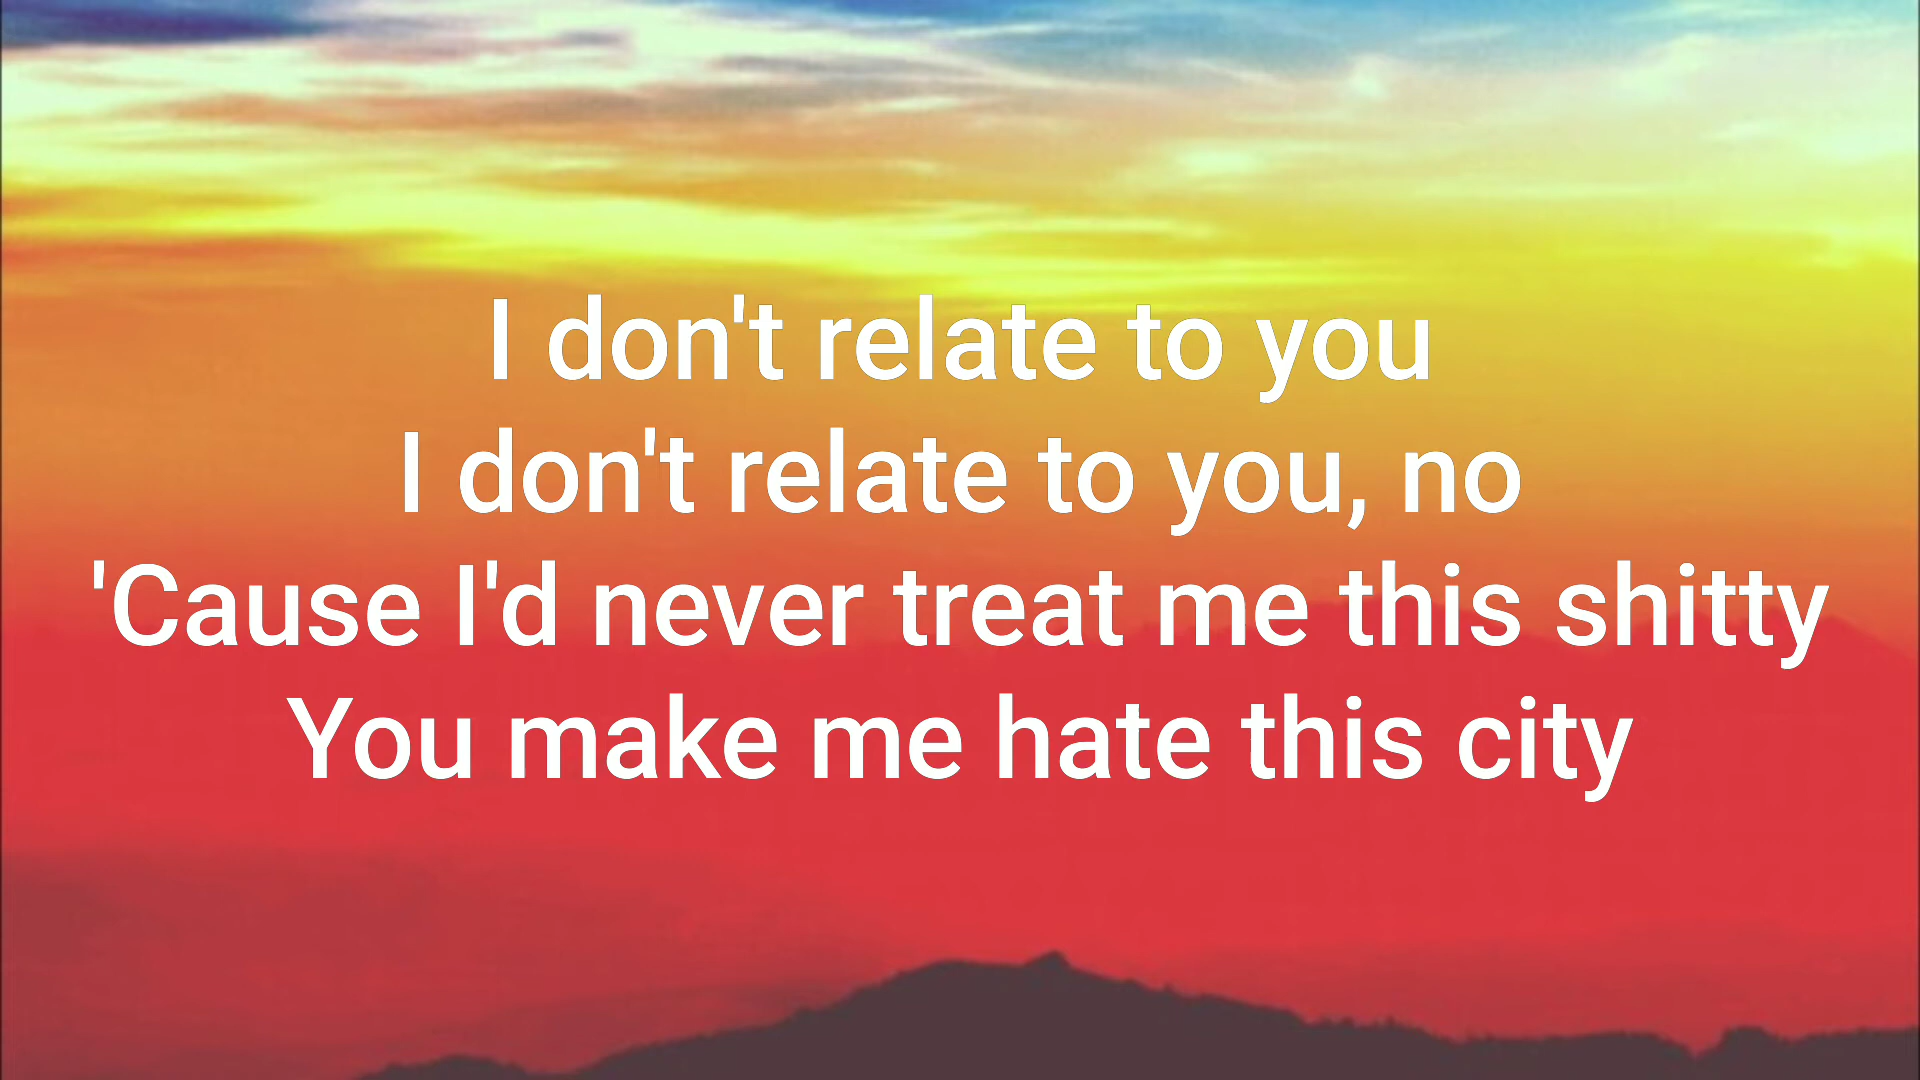 I don't relate to you
I don't relate to you, no
'Cause I'd never treat me this shitty
You make me hate this city